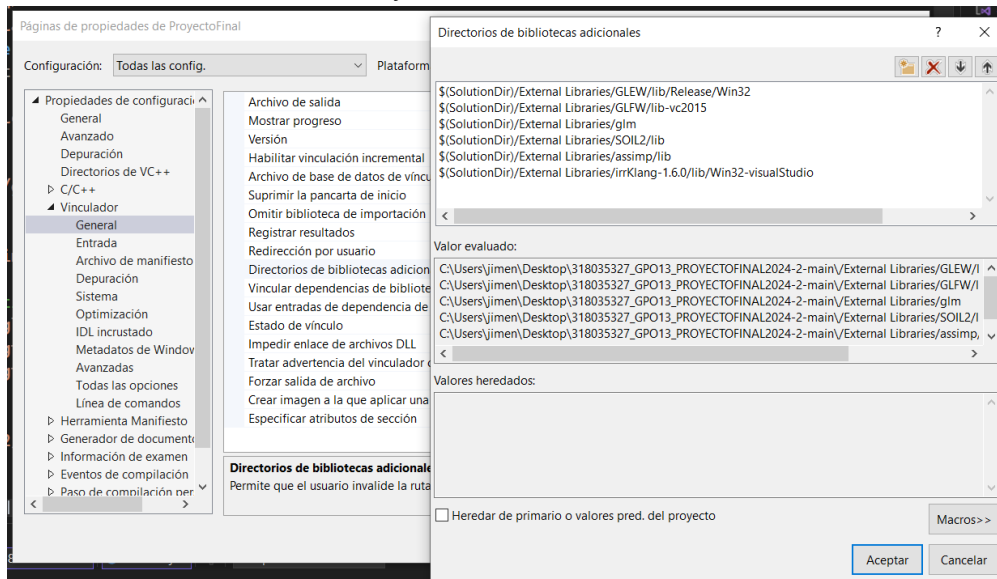 Páginas de propiedades de ProyectoFinal
Configuración: Todas las config. Plataform
Propiedades de configuraci
General
Avanzado
Depuración
Directorios de VC++
C/C++
Vinculador
General
Entrada
Archivo de manifiesto
Depuración
Sistema
Optimización
IDL incrustado
Metadatos de Window
Avanzadas
Todas las opciones
Línea de comandos
Herramienta Manifiesto
Generador de document
Información de examen
Eventos de compilación
Paso de compilación per
Archivo de salida
Mostrar progreso
Versión
Habilitar vinculación incremental
Archivo de base de datos de víncu
Suprimir la pancarta de inicio
Omitir biblioteca de importación
Registrar resultados
Redirección por usuario
Directorios de bibliotecas adicion
Vincular dependencias de bibliote
Usar entradas de dependencia de
Estado de vínculo
Impedir enlace de archivos DLL
Tratar advertencia del vinculador
Forzar salida de archivo
Crear imagen a la que aplicar una
Especificar atributos de sección
Directorios de bibliotecas adicionale
Permite que el usuario invalide la ruta
Directorios de bibliotecas adicionales ?
$(SolutionDir)/External Libraries/GLEW/lib/Release/Win32
$(SolutionDir)/External Libraries/GLFW/lib-vc2015
$(SolutionDir)/External Libraries/glm
$(SolutionDir)/External Libraries/SOIL2/lib
$(SolutionDir)/External Libraries/assimp/lib
$(SolutionDir)/External Libraries/irrKlang-1.6.0/lib/Win32-visualStudio
Valor evaluado:
C:\Users\jimen\Desktop\318035327_GPO13_PROYECTOFINAL2024-2-main\/External Libraries/GLEW/l
C:\Users\jimen\Desktop\318035327_GPO13_PROYECTOFINAL2024-2-main\/External Libraries/GLFW/l
C:\Users\jimen\Desktop\318035327_GPO13_PROYECTOFINAL2024-2-main\/External Libraries/glm
C:\Users\jimen\Desktop\318035327_GPO13_PROYECTOFINAL2024-2-main\/External Libraries/SOIL2/l
C:\Users\jimen\Desktop\318035327_GPO13_PROYECTOFINAL2024-2-main\/External Libraries/assimp/
Valores heredados:
Heredar de primario o valores pred. del proyecto
Macros>>
Aceptar Cancelar